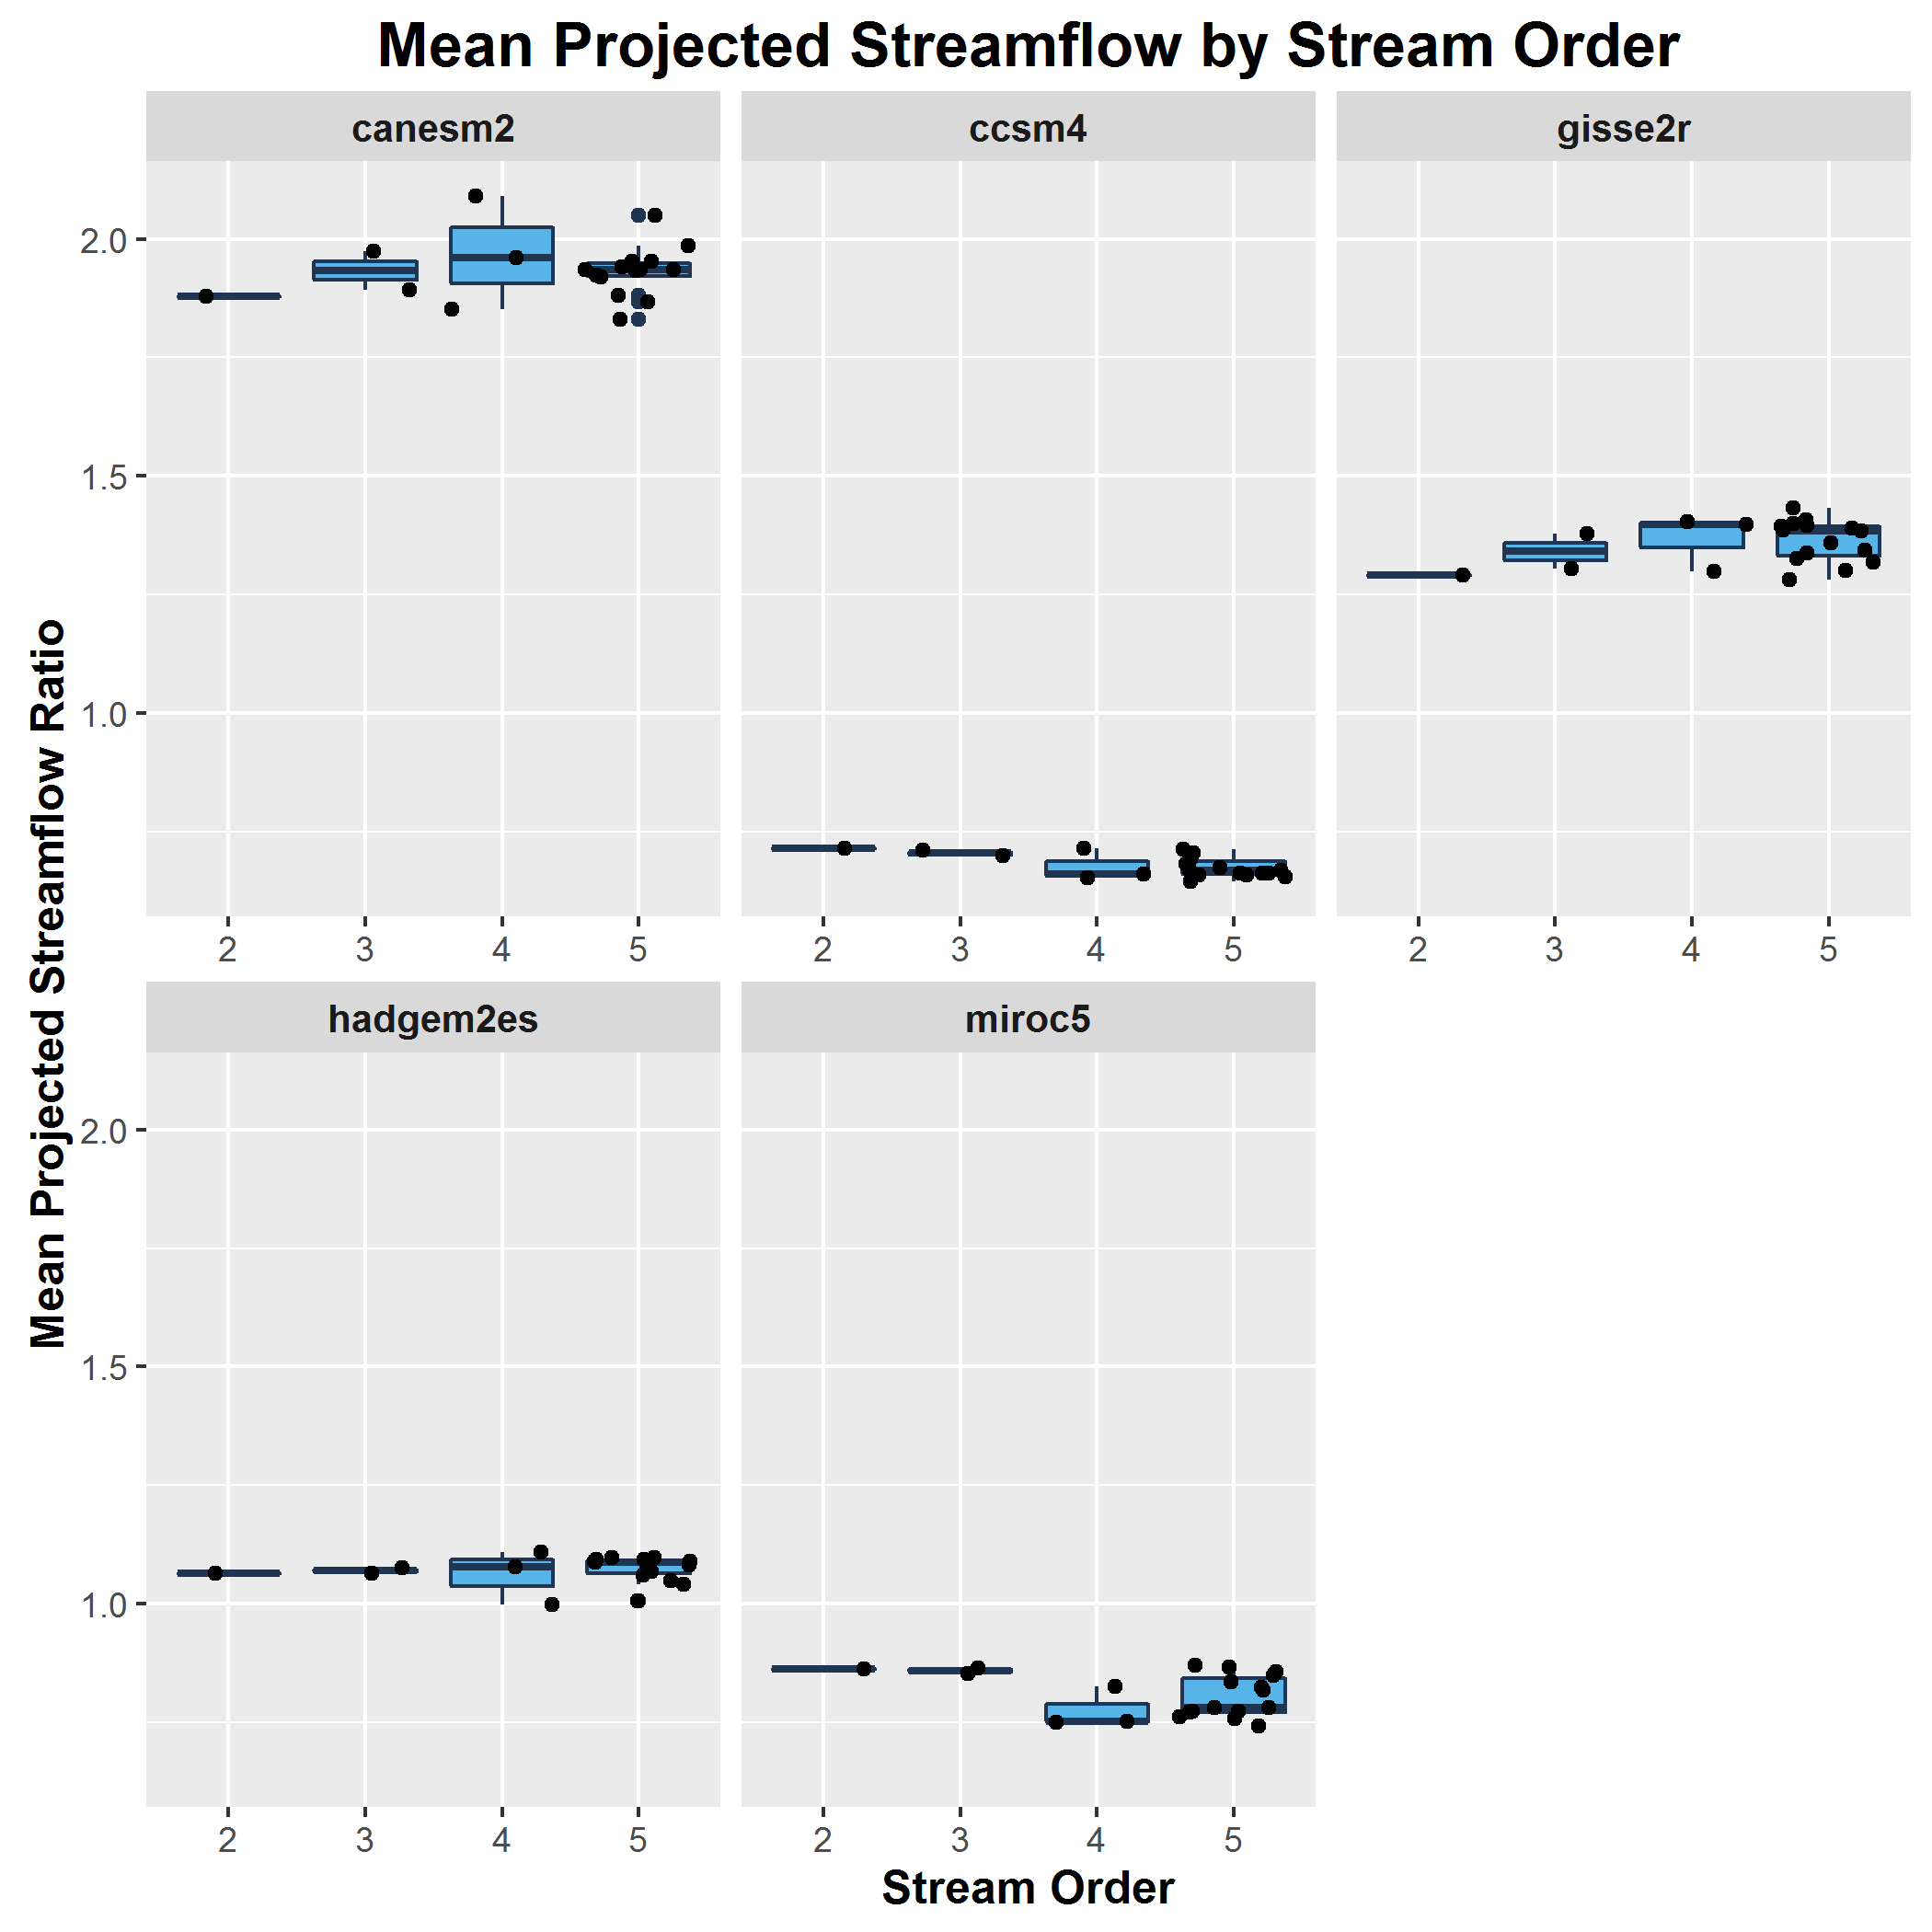 Mean Projected Streamflow by Stream Order
canesm2 ccsm4 gisse2r
2.0
1.5
1.0
2 3 4 5 2 3 4 5 2 3 4 5
Mean Projected Streamflow Ratio
hadgem2es miroc5
2.0
1.5
1.0
2 3 4 5 2 3 4 5
Stream Order